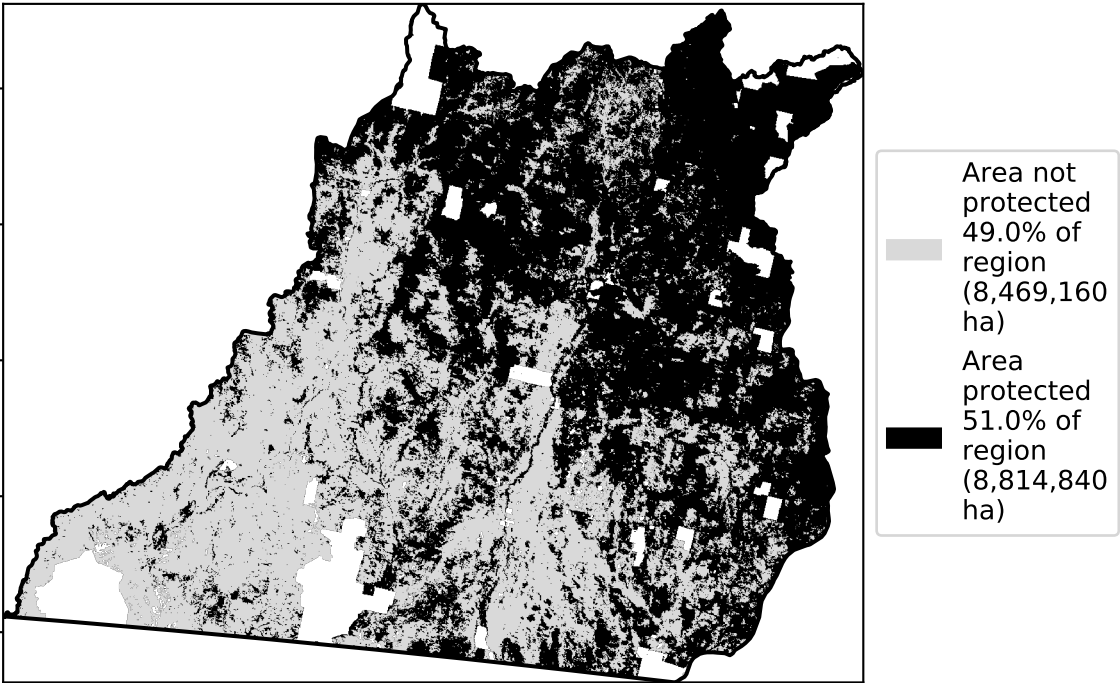 Area not
protected
49.0% of
region
(8,469,160
ha)
Area
protected
51.0% of
region
(8,814,840
ha)